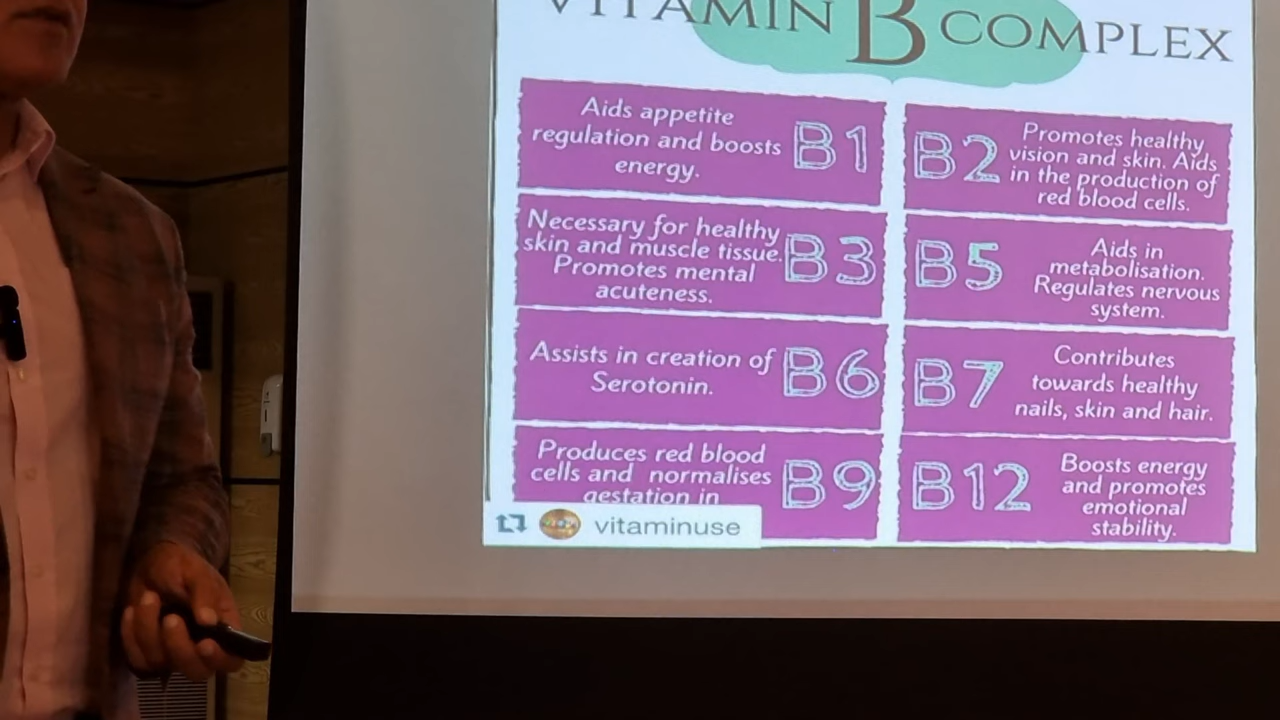 VITAMIN B COMPLEX
Aids appetite
regulation and boosts
energy.
B1
B2
Promotes healthy
vision and skin. Aids
in the production of
red blood cells.
Necessary for healthy
skin and muscle tissue.
Promotes mental
acuteness.
B3
B5
Aids in
metabolisation.
Regulates nervous
system.
Assists in creation of
Serotonin.
B6
B7
Contributes
towards healthy
nails, skin and hair.
Produces red blood
cells and normalises
gestation in
B9
B12
Boosts energy
and promotes
emotional
stability.
vitaminuse